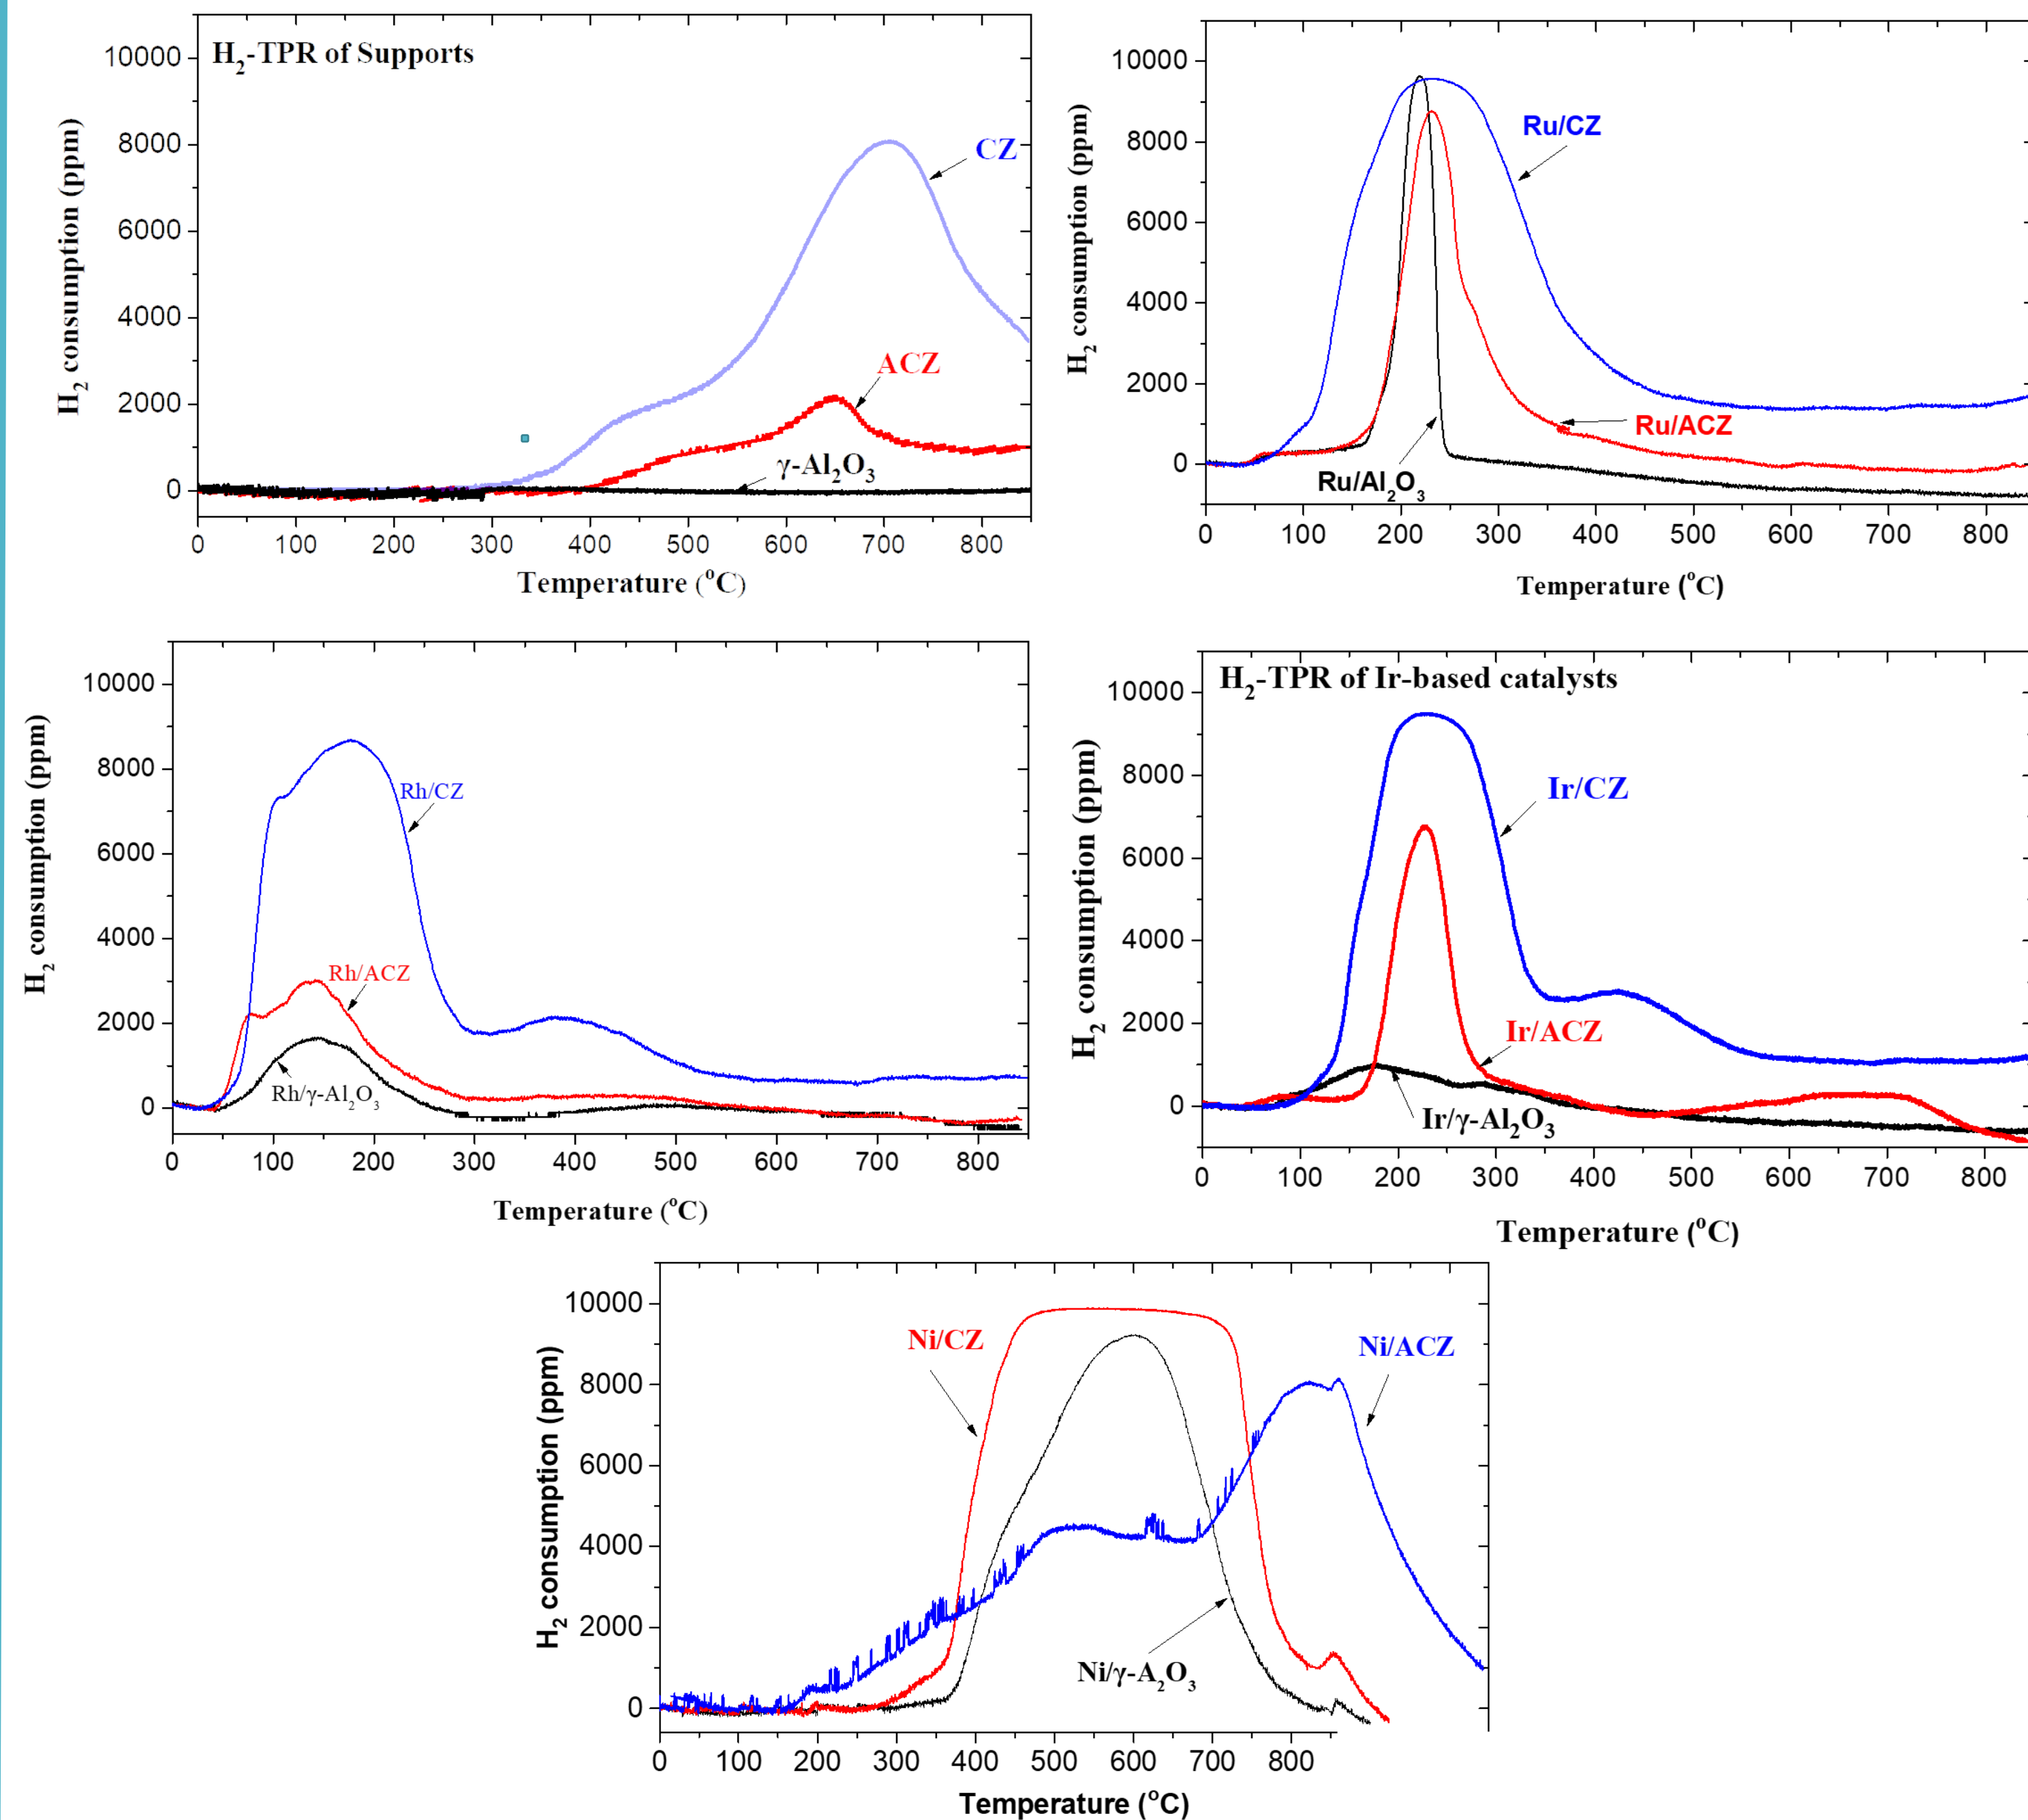 H2-TPR of Supports
10000
8000
6000
4000
2000
0
H2 consumption (ppm)
CZ
ACZ
γ-Al2O3
0 100 200 300 400 500 600 700 800
Temperature (oC)
10000
8000
6000
4000
2000
0
H2 consumption (ppm)
Ru/CZ
Ru/ACZ
Ru/Al2O3
0 100 200 300 400 500 600 700 800
Temperature (oC)
10000
8000
6000
4000
2000
0
H2 consumption (ppm)
Rh/CZ
Rh/ACZ
Rh/γ-Al2O3
0 100 200 300 400 500 600 700 800
Temperature (oC)
H2-TPR of Ir-based catalysts
10000
8000
6000
4000
2000
0
H2 consumption (ppm)
Ir/CZ
Ir/ACZ
Ir/γ-Al2O3
0 100 200 300 400 500 600 700 800
Temperature (oC)
10000
8000
6000
4000
2000
0
H2 consumption (ppm)
Ni/CZ
Ni/ACZ
Ni/γ-A2O3
0 100 200 300 400 500 600 700 800
Temperature (oC)